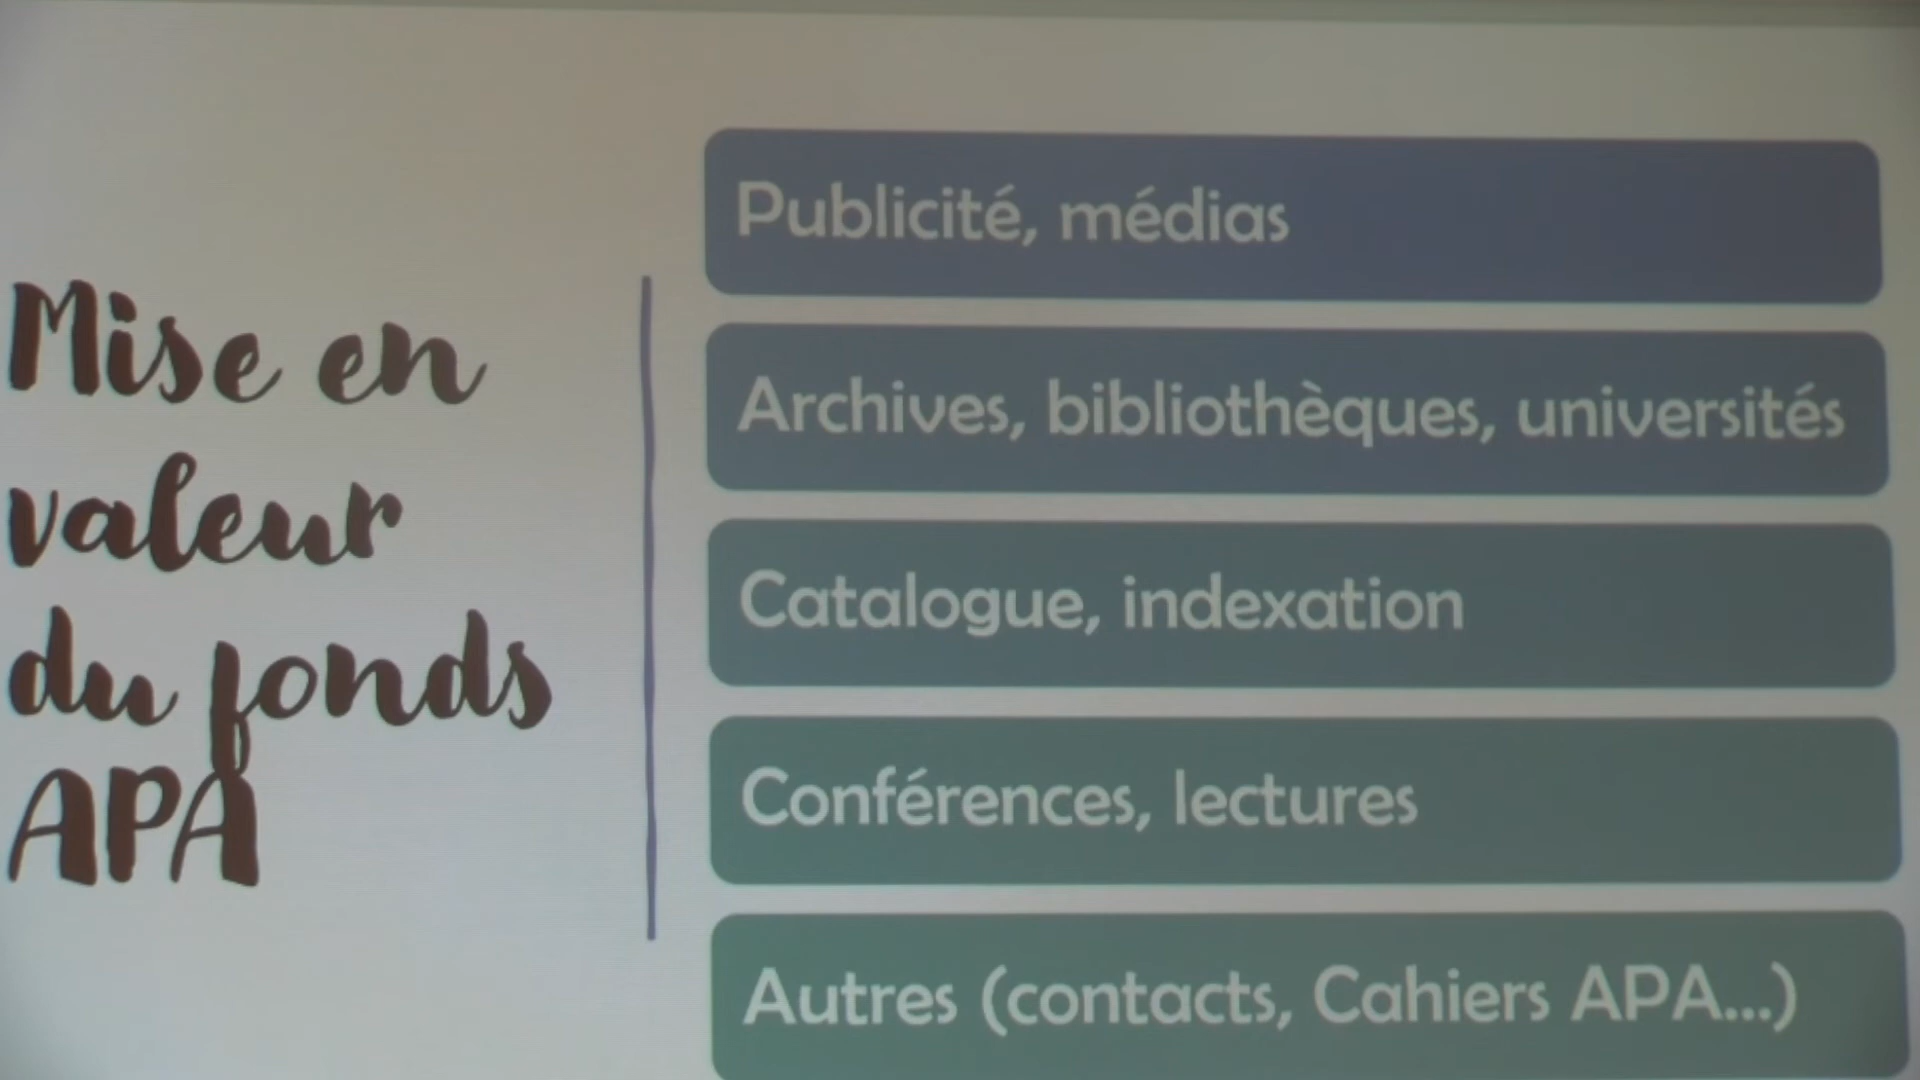 Mise en
valeur
du fonds
APA
Publicité, médias
Archives, bibliothèques, universités
Catalogue, indexation
Conférences, lectures
Autres (contacts, Cahiers APA...)